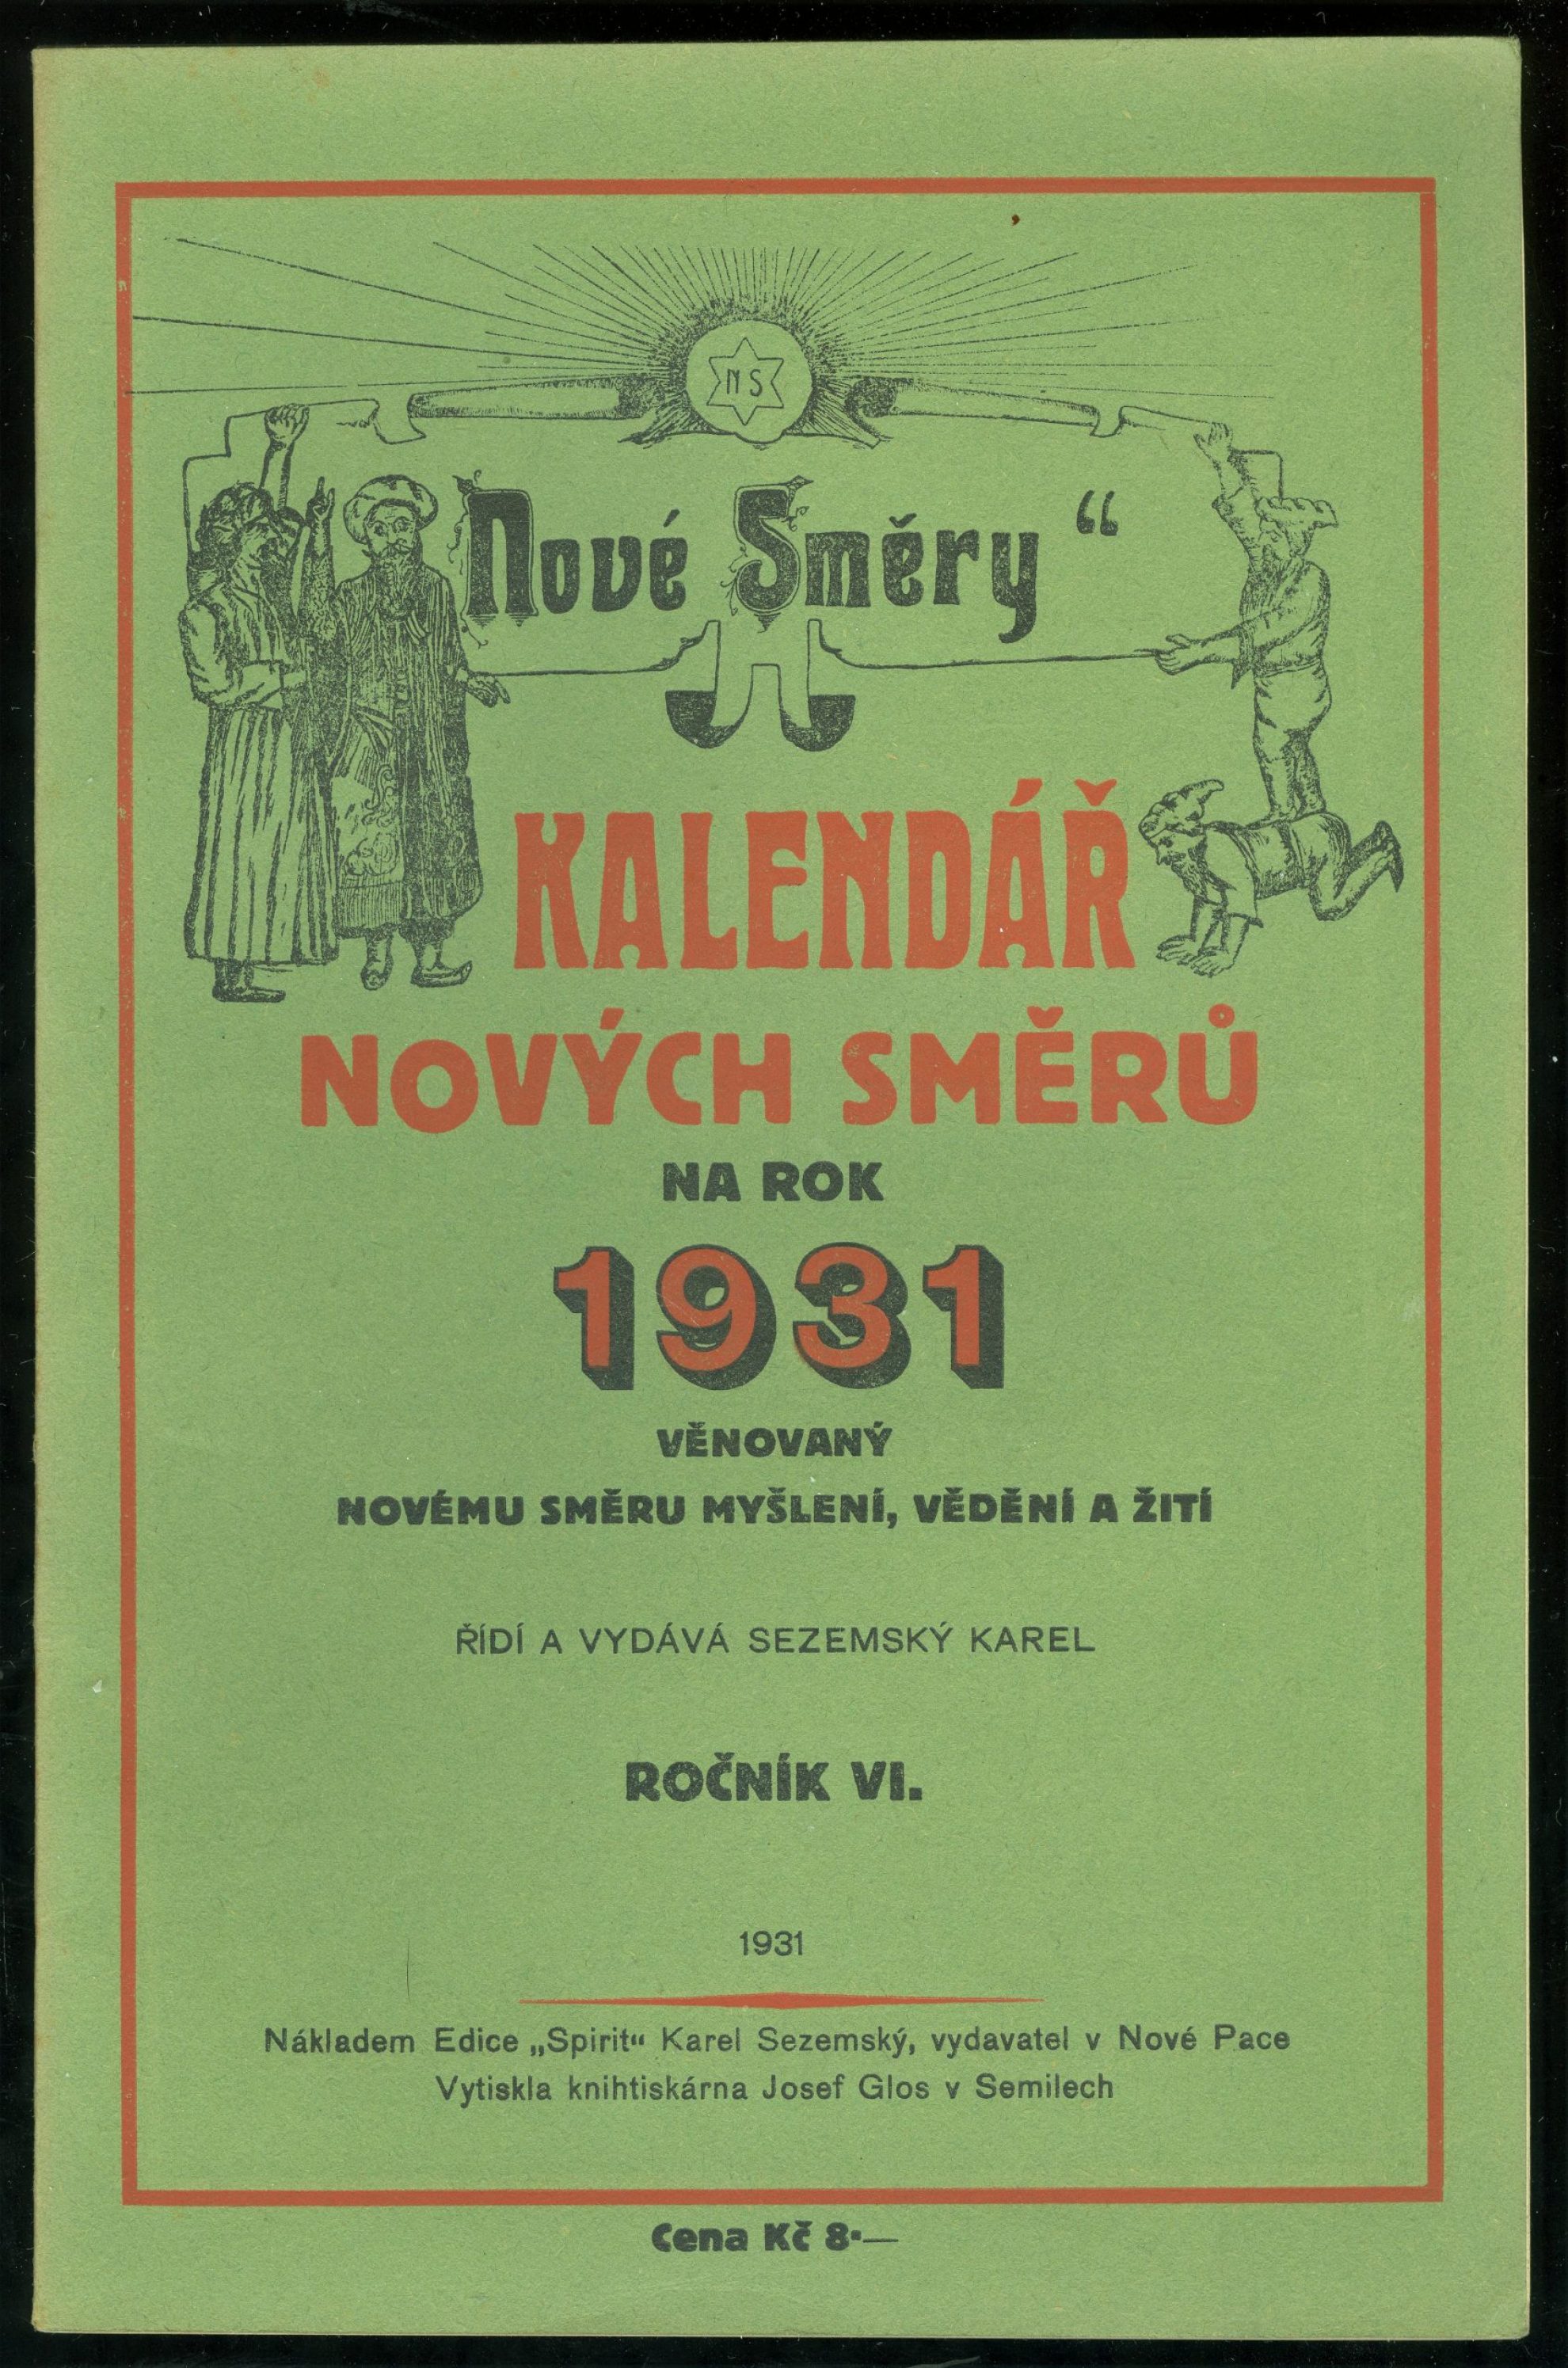 NS
Nové Směry“
KALENDÁŘ
NOVÝCH SMĚRŮ
NA ROK
1931
VĚNOVANÝ
NOVÉMU SMĚRU MYŠLENÍ, VĚDĚNÍ A ŽITÍ
ŘÍDÍ A VYDÁVÁ SEZEMSKÝ KAREL
ROČNÍK VI.
1931
Nákladem Edice „Spirit“ Karel Sezemský, vydavatel v Nové Pace
Vytiskla knihtiskárna Josef Glos v Semilech
Cena Kč 8·—